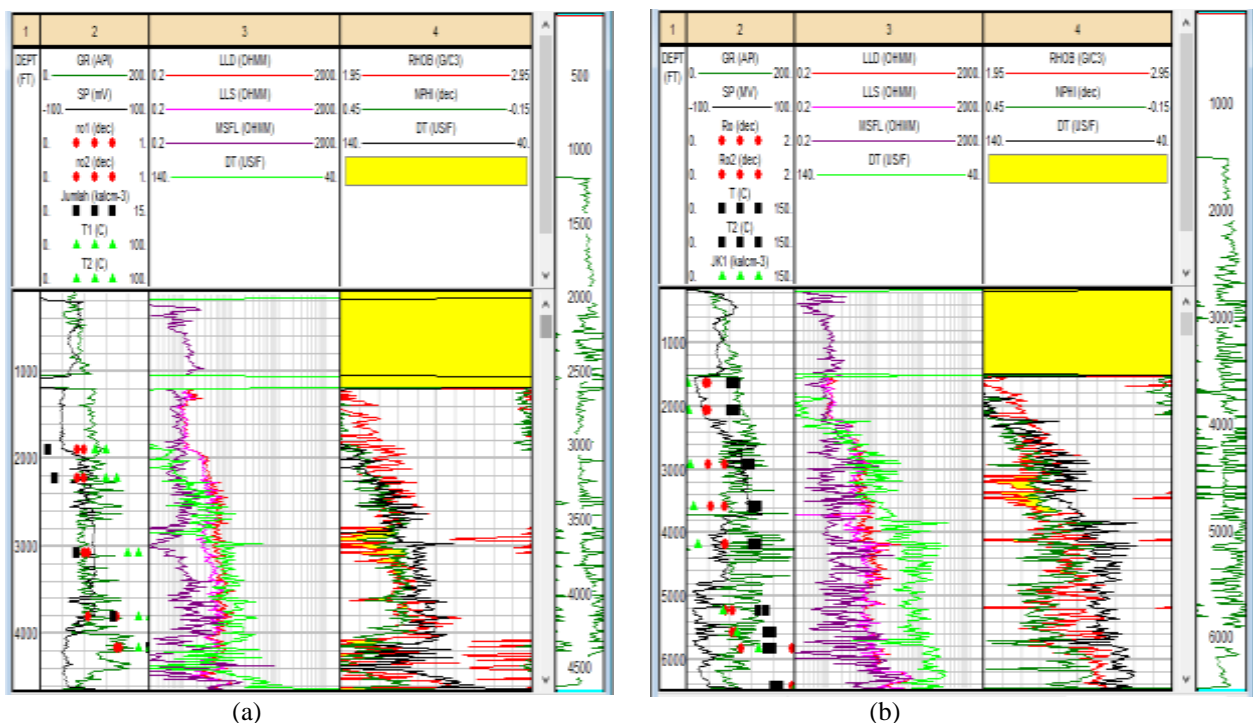 1 2 3 4
DEPT (FT)
GR (API)
0. 200.
SP (mV)
-100. 100.
no1 (dec)
0. 1.
no2 (dec)
0. 1.
Jumlah (kalcm-3)
0. 15.
T1 (C)
0. 100.
T2 (C)
0. 100.
LLD (OHMM)
0.2 2000.
LLS (OHMM)
0.2 2000.
MSFL (OHMM)
0.2 2000.
DT (US/F)
140. 40.
RHOB (G/C3)
1.95 2.95
NPHI (dec)
0.45 -0.15
DT (US/F)
140. 40.
1000
2000
3000
4000
500
1000
1500
2000
2500
3000
3500
4000
4500
(a)
1 2 3 4
DEPT (FT)
GR (API)
0. 200.
SP (MV)
-100. 100.
Ro (dec)
0. 2.
Ro2 (dec)
0. 2.
T (C)
0. 150.
T2 (C)
0. 150.
JK1 (kalcm-3)
0. 150.
LLD (OHMM)
0.2 2000.
LLS (OHMM)
0.2 2000.
MSFL (OHMM)
0.2 2000.
DT (US/F)
140. 40.
RHOB (G/C3)
1.95 2.95
NPHI (dec)
0.45 -0.15
DT (US/F)
140. 40.
1000
2000
3000
4000
5000
6000
1000
2000
3000
4000
5000
6000
(b)